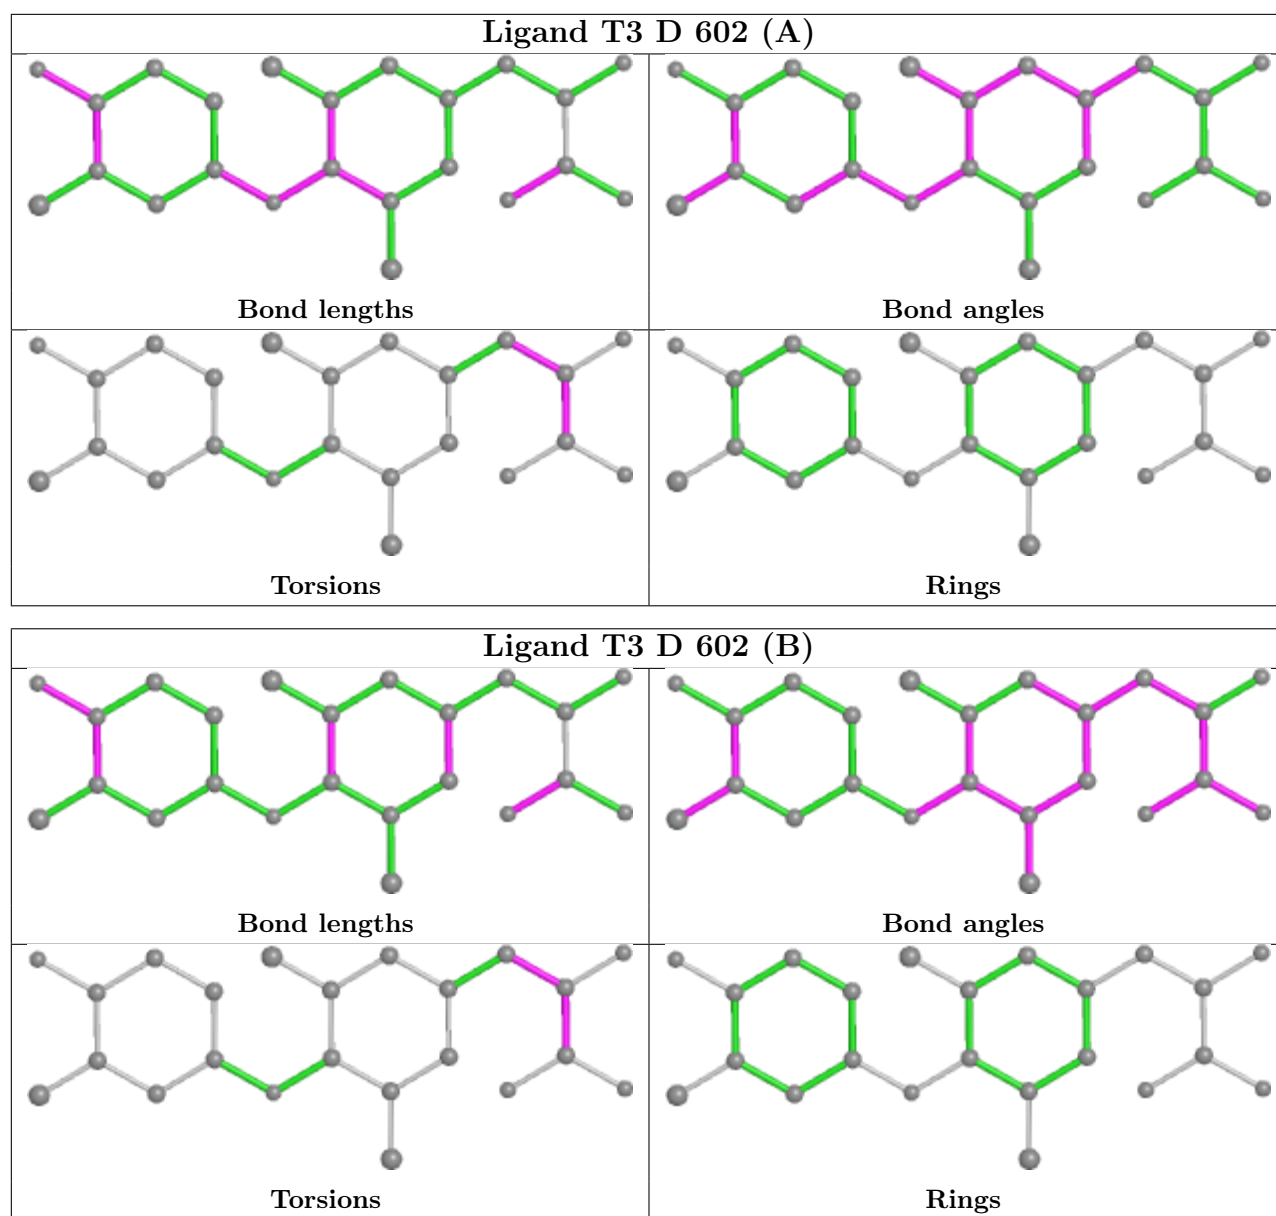 Ligand T3 D 602 (A)
Bond lengths
Bond angles
Torsions
Rings
Ligand T3 D 602 (B)
Bond lengths
Bond angles
Torsions
Rings